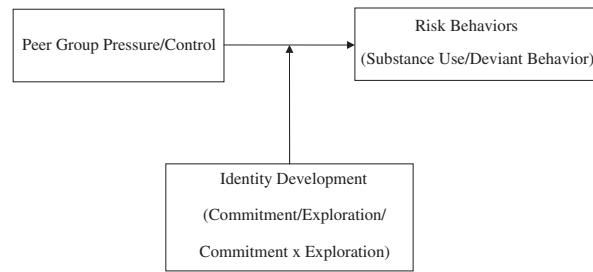 Peer Group Pressure/Control
Risk Behaviors
(Substance Use/Deviant Behavior)
Identity Development
(Commitment/Exploration/
Commitment x Exploration)